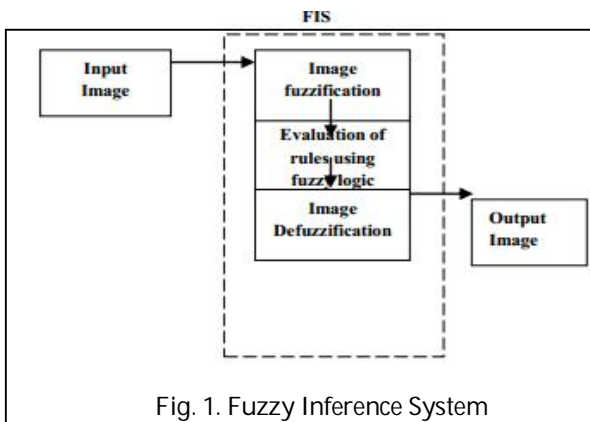 FIS
Input
Image
Image
fuzzification
Evaluation of
rules using
fuzzy logic
Image
Defuzzification
Output
Image
Fig. 1. Fuzzy Inference System